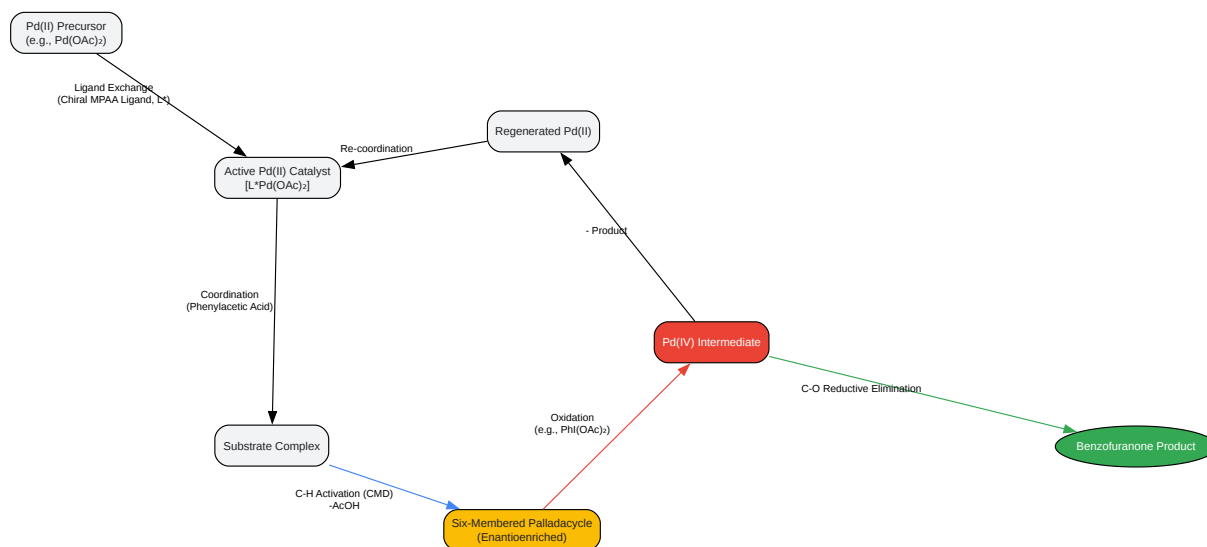 Pd(II) Precursor
(e.g., Pd(OAc)₂)
Ligand Exchange
(Chiral MPAA Ligand, L*)
Regenerated Pd(II)
Re-coordination
Active Pd(II) Catalyst
[L*Pd(OAc)₂]
- Product
Coordination
(Phenylacetic Acid)
Pd(IV) Intermediate
C-O Reductive Elimination
Oxidation
(e.g., PhI(OAc)₂)
Substrate Complex
Benzofuranone Product
C-H Activation (CMD)
-AcOH
Six-Membered Palladacycle
(Enantioenriched)